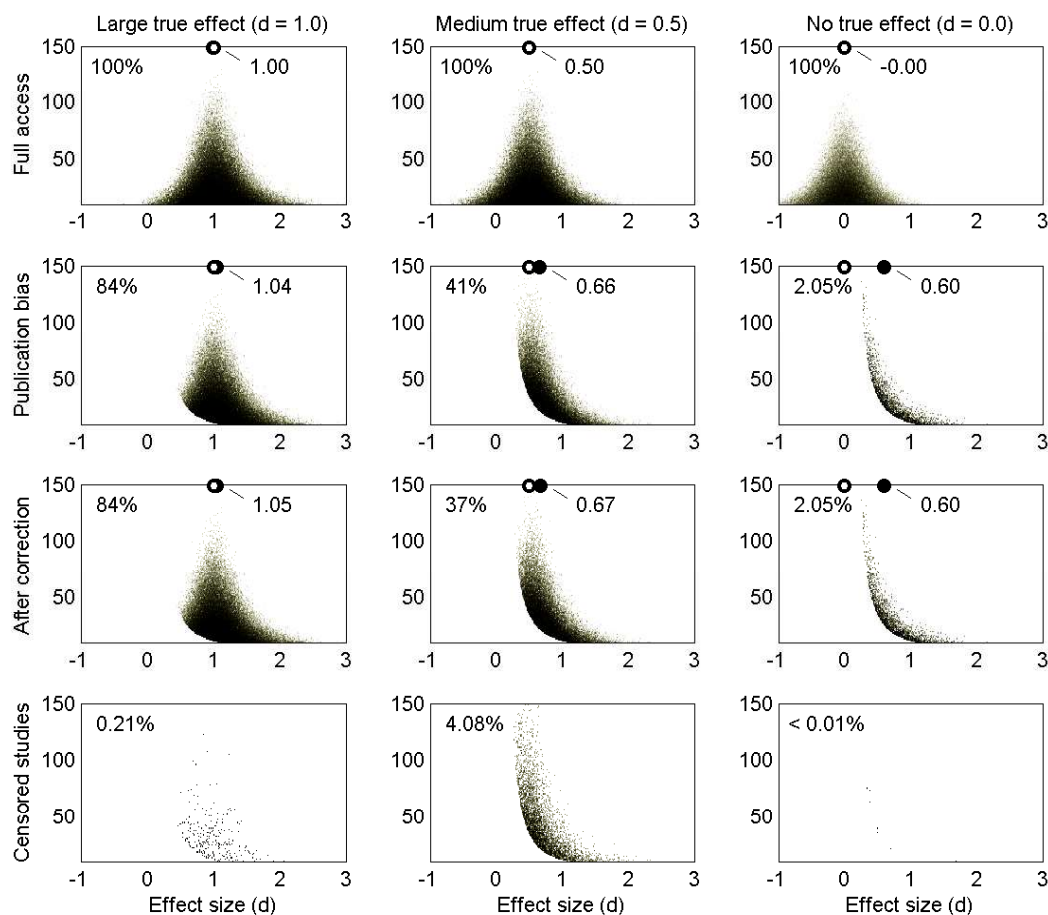 Large true effect (d = 1.0) Medium true effect (d = 0.5) No true effect (d = 0.0)
Full access
150 100% 1.00 100% 0.50 150 100% -0.00 150
100 100 100
50 50 50
-1 0 1 2 3 -1 0 1 2 3 -1 0 1 2 3
Publication bias
150 84% 1.04 150 41% 0.66 150 2.05% 0.60
100 100 100
50 50 50
-1 0 1 2 3 -1 0 1 2 3 -1 0 1 2 3
After correction
150 84% 1.05 150 37% 0.67 150 2.05% 0.60
100 100 100
50 50 50
-1 0 1 2 3 -1 0 1 2 3 -1 0 1 2 3
Censored studies
150 0.21% 150 4.08% 150 < 0.01%
100 100 100
50 50 50
-1 0 1 2 3 -1 0 1 2 3 -1 0 1 2 3
Effect size (d) Effect size (d) Effect size (d)